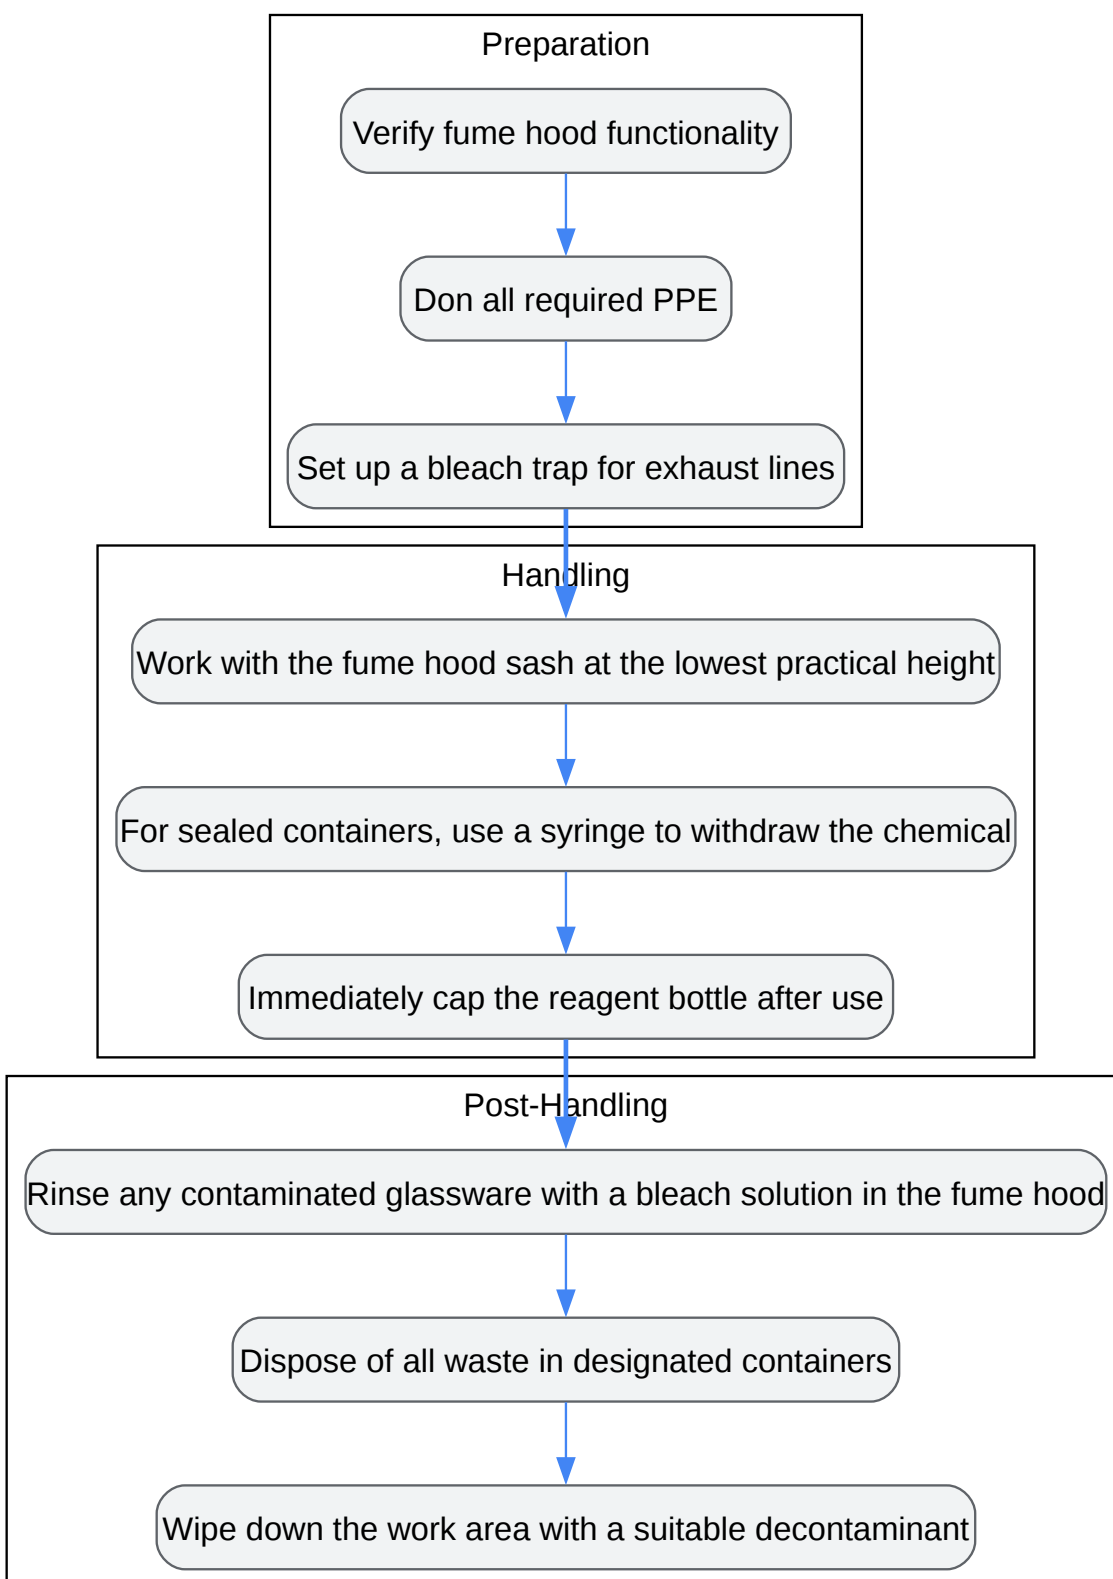 Preparation
Verify fume hood functionality
Don all required PPE
Set up a bleach trap for exhaust lines
Handling
Work with the fume hood sash at the lowest practical height
For sealed containers, use a syringe to withdraw the chemical
Immediately cap the reagent bottle after use
Post-Handling
Rinse any contaminated glassware with a bleach solution in the fume hood
Dispose of all waste in designated containers
Wipe down the work area with a suitable decontaminant